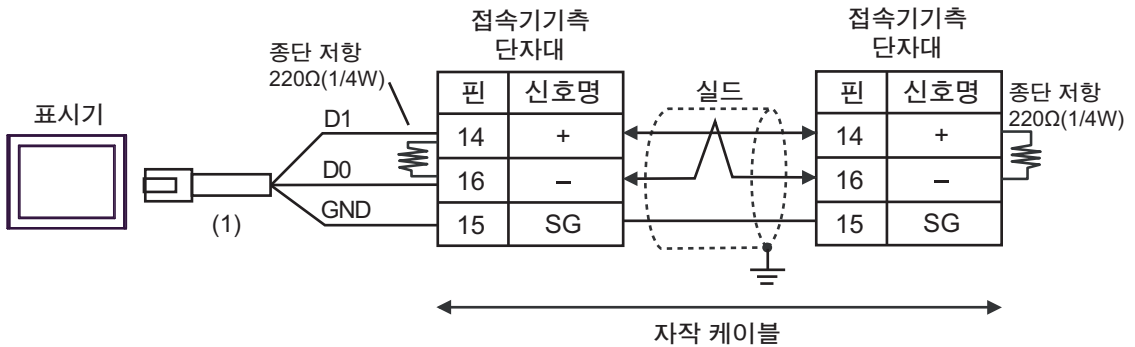 표시기
(1)
D1
D0
GND
종단 저항
220Ω(1/4W)
접속기기측
단자대
핀 신호명
14 +
16 –
15 SG
실드
접속기기측
단자대
핀 신호명
14 +
16 –
15 SG
종단 저항
220Ω(1/4W)
자작 케이블